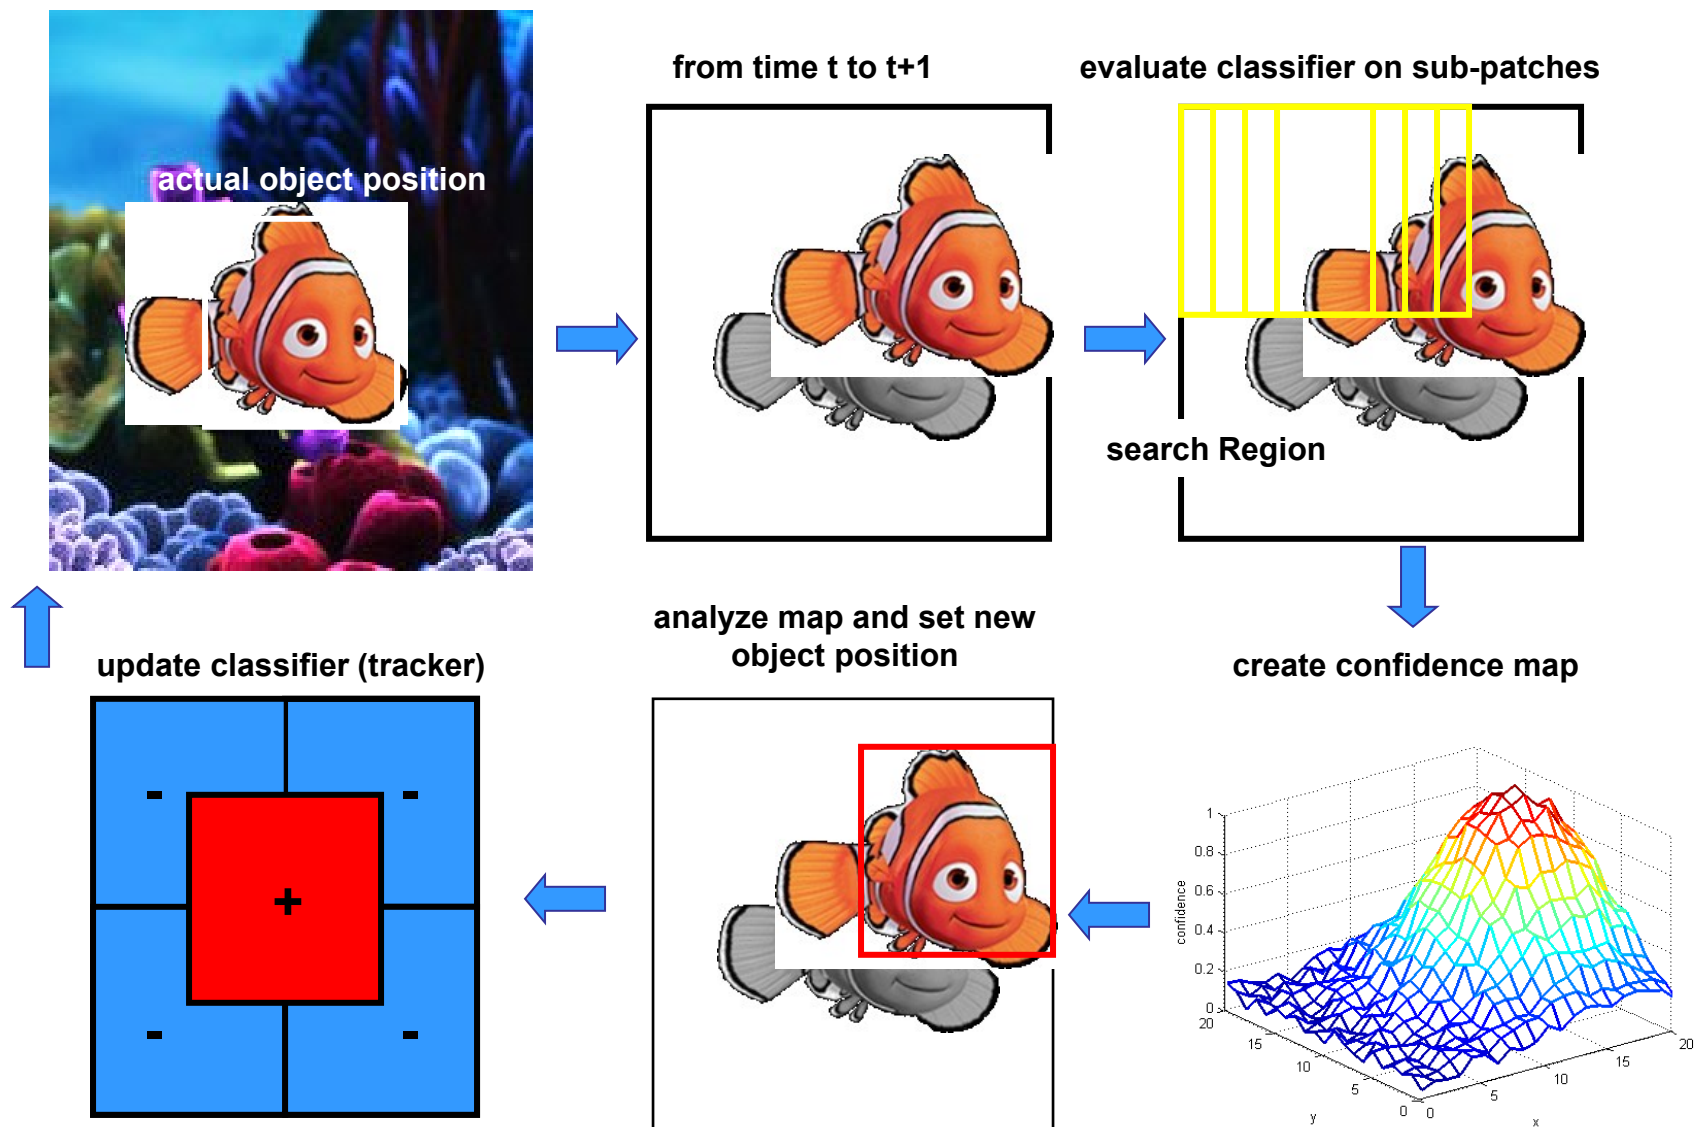 from time t to t+1
evaluate classifier on sub-patches
actual object position
search Region
analyze map and set new
object position
update classifier (tracker)
create confidence map
-
-
+
-
-
1
0.8
0.6
0.4
0.2
0
confidence
20
15
10
5
0
y
0
5
10
15
20
x